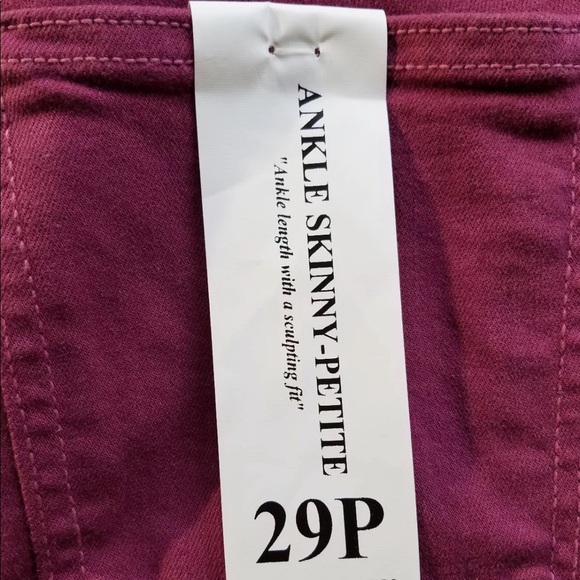 ANKLE SKINNY-PETITE
"Ankle length with a sculpting fit"
29P